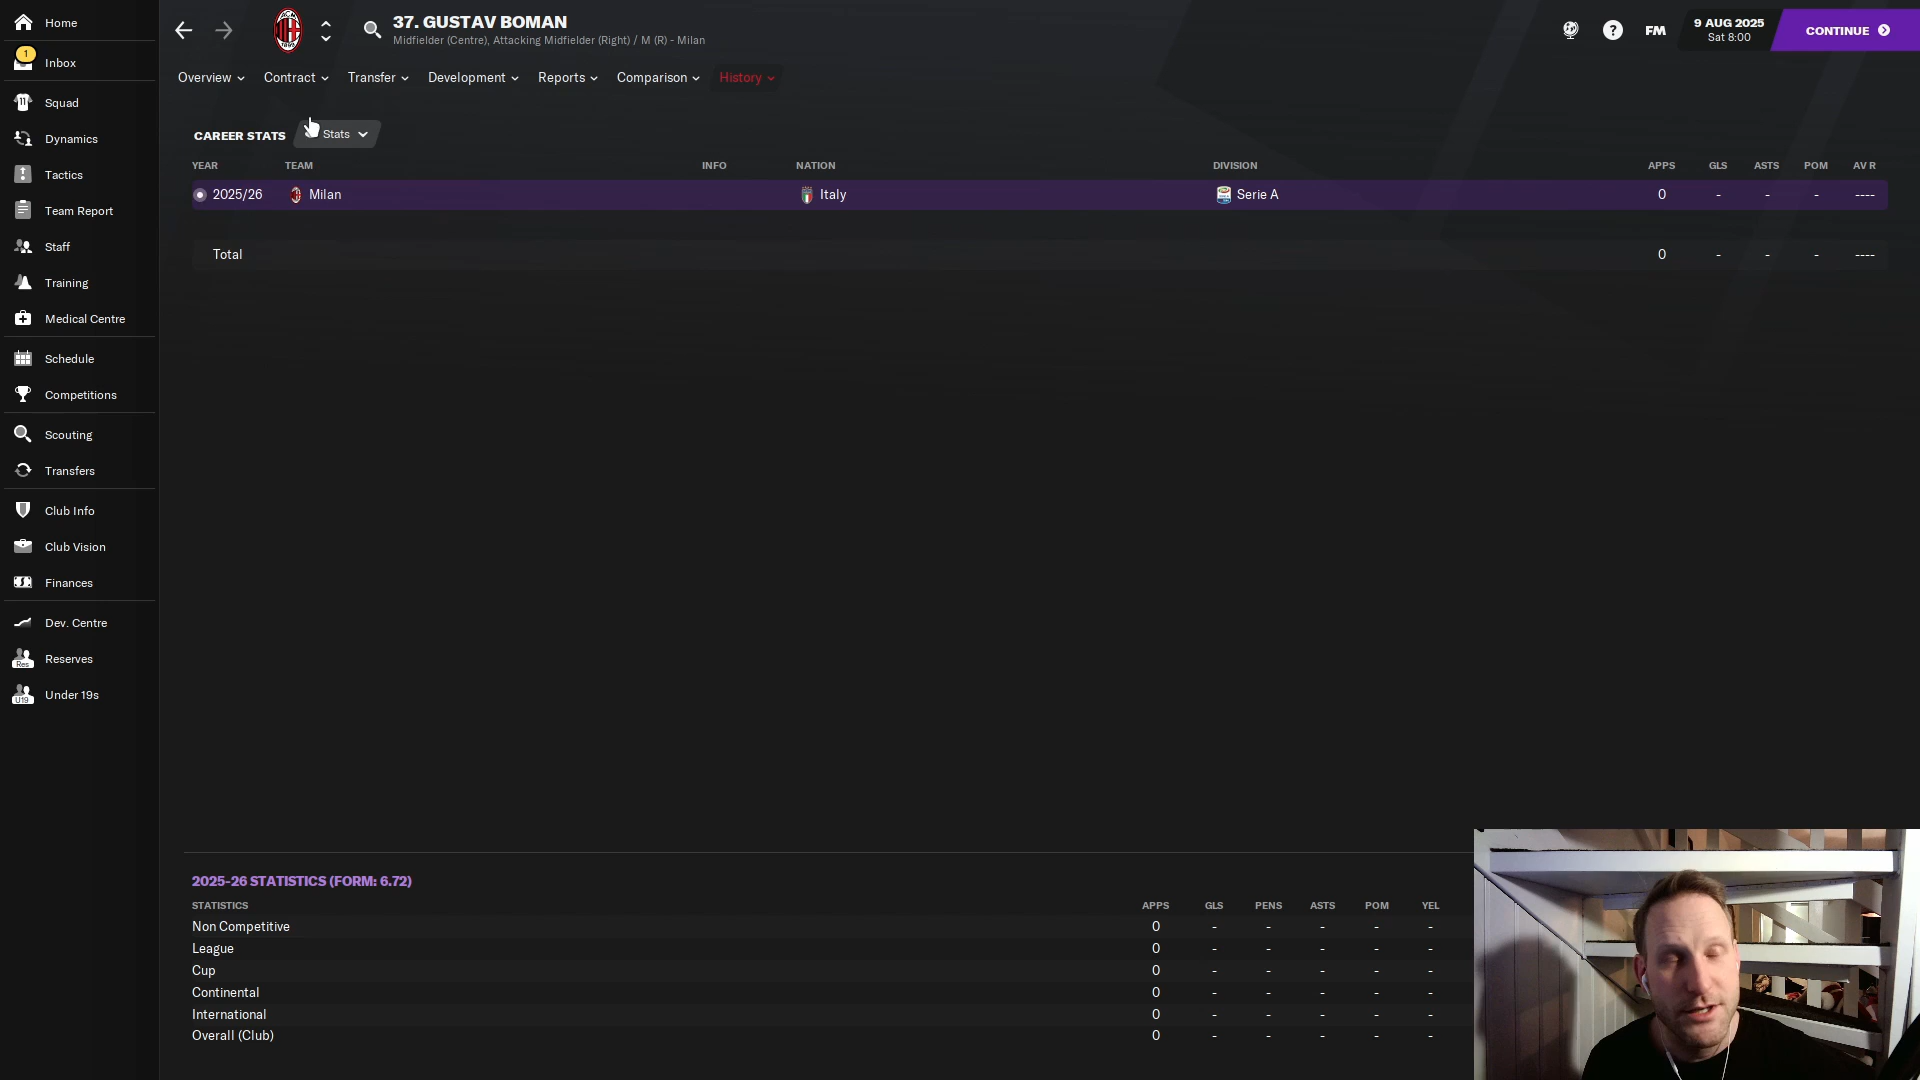 Home
1
Inbox
Squad
Dynamics
Tactics
Team Report
Staff
Training
Medical Centre
Schedule
Competitions
Scouting
Transfers
Club Info
Club Vision
Finances
Dev. Centre
Res
Reserves
U19
Under 19s
37. GUSTAV BOMAN
Midfielder (Centre), Attacking Midfielder (Right) / M (R) - Milan
FM
9 AUG 2025
Sat 8:00
CONTINUE
Overview
Contract
Transfer
Development
Reports
Comparison
History
CAREER STATS
Stats
YEAR TEAM INFO NATION DIVISION APPS GLS ASTS POM AV R
2025/26 Milan Italy Serie A 0 - - - ----
Total 0 - - - ----
2025-26 STATISTICS (FORM: 6.72)
STATISTICS APPS GLS PENS ASTS POM YEL
Non Competitive 0 - - - - -
League 0 - - - - -
Cup 0 - - - - -
Continental 0 - - - - -
International 0 - - - - -
Overall (Club) 0 - - - - -